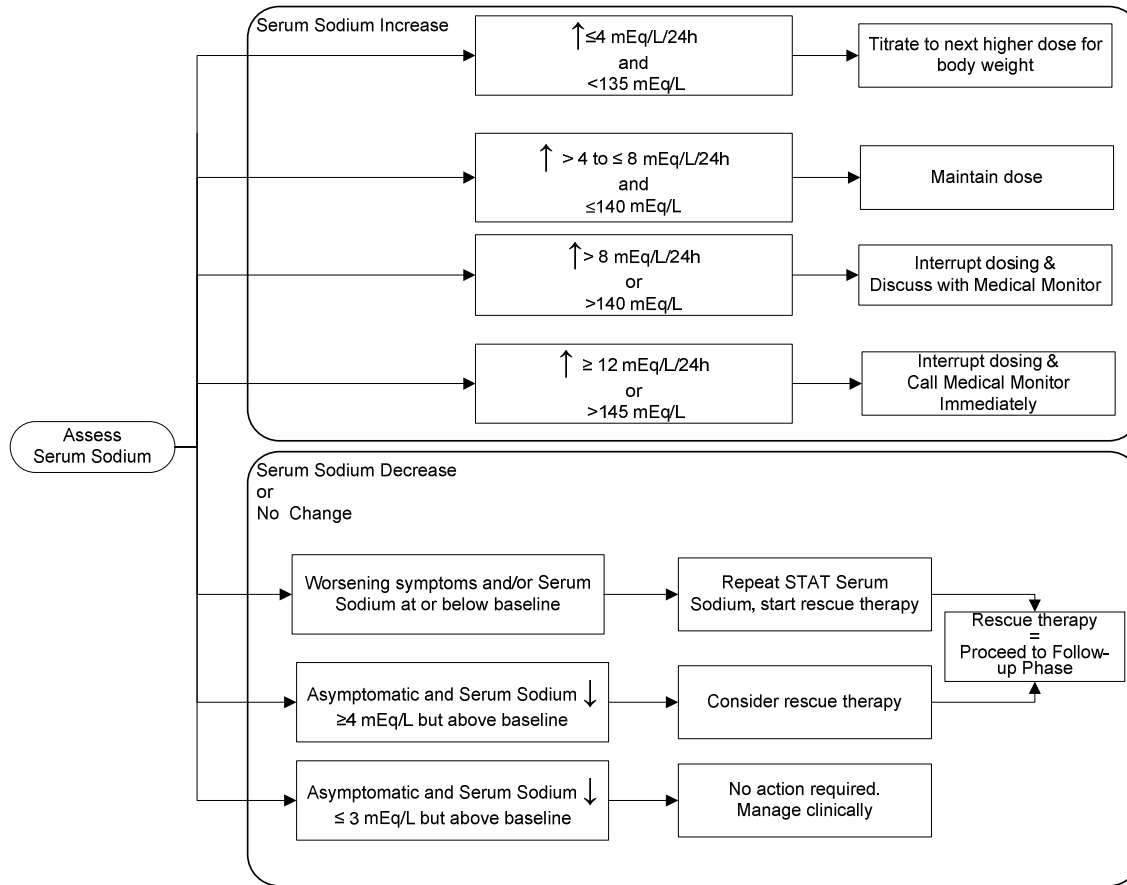 Serum Sodium Increase
↑≤4 mEq/L/24h
and
<135 mEq/L
Titrate to next higher dose for
body weight
↑ > 4 to ≤ 8 mEq/L/24h
and
≤140 mEq/L
Maintain dose
↑> 8 mEq/L/24h
or
>140 mEq/L
Interrupt dosing &
Discuss with Medical Monitor
↑ ≥ 12 mEq/L/24h
or
>145 mEq/L
Interrupt dosing &
Call Medical Monitor
Immediately
Assess
Serum Sodium
Serum Sodium Decrease
or
No Change
Worsening symptoms and/or Serum
Sodium at or below baseline
Repeat STAT Serum
Sodium, start rescue therapy
Rescue therapy
=
Proceed to Follow-
up Phase
Asymptomatic and Serum Sodium ↓
≥4 mEq/L but above baseline
Consider rescue therapy
Asymptomatic and Serum Sodium ↓
≤ 3 mEq/L but above baseline
No action required.
Manage clinically